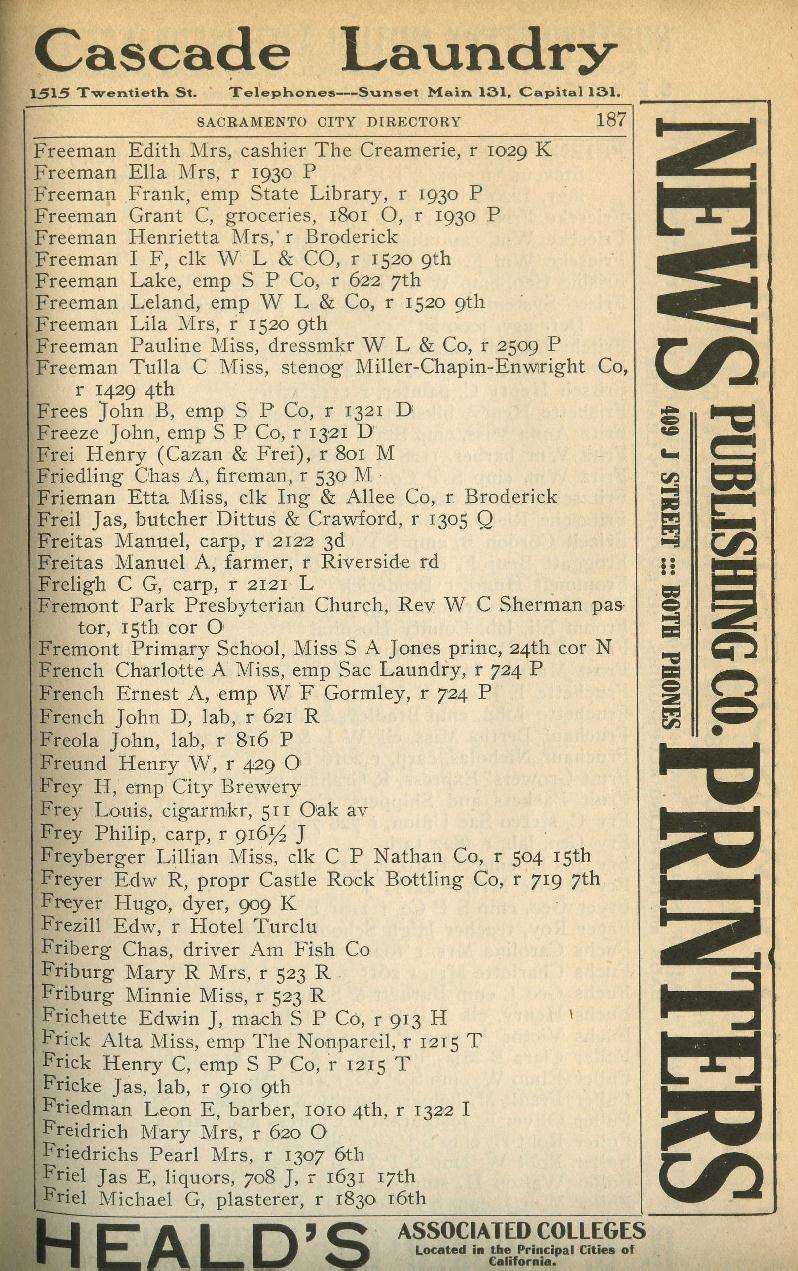 Cascade Laundry
1515 Twentieth St. Telephones---Sunset Main 131, Capital 131.
SACRAMENTO CITY DIRECTORY 187
Freeman Edith Mrs, cashier The Creamerie, r 1029 K
Freeman Ella Mrs, r 1930 P
Freeman Frank, emp State Library, r 1930 P
Freeman Grant C, groceries, 1801 O, r 1930 P
Freeman Henrietta Mrs, r Broderick
Freeman I F, clk W L & CO, r 1520 9th
Freeman Lake, emp S P Co, r 622 7th
Freeman Leland, emp W L & Co, r 1520 9th
Freeman Lila Mrs, r 1520 9th
Freeman Pauline Miss, dressmkr W L & Co, r 2509 P
Freeman Tulla C Miss, stenog Miller-Chapin-Enwright Co,
r 1429 4th
Frees John B, emp S P Co, r 1321 D
Freeze John, emp S P Co, r 1321 D
Frei Henry (Cazan & Frei), r 801 M
Friedling Chas A, fireman, r 530 M
Frieman Etta Miss, clk Ing & Allee Co, r Broderick
Freil Jas, butcher Dittus & Crawford, r 1305 Q
Freitas Manuel, carp, r 2122 3d
Freitas Manuel A, farmer, r Riverside rd
Freligh C G, carp, r 2121 L
Fremont Park Presbyterian Church, Rev W C Sherman pas-
tor, 15th cor O
Fremont Primary School, Miss S A Jones princ, 24th cor N
French Charlotte A Miss, emp Sac Laundry, r 724 P
French Ernest A, emp W F Gormley, r 724 P
French John D, lab, r 621 R
Freola John, lab, r 816 P
Freund Henry W, r 429 O
Frey H, emp City Brewery
Frey Louis, cigarmkr, 511 Oak av
Frey Philip, carp, r 916½ J
Freyberger Lillian Miss, clk C P Nathan Co, r 504 15th
Freyer Edw R, propr Castle Rock Bottling Co, r 719 7th
Freyer Hugo, dyer, 909 K
Frezill Edw, r Hotel Turclu
Friberg Chas, driver Am Fish Co
Friburg Mary R Mrs, r 523 R
Friburg Minnie Miss, r 523 R
Frichette Edwin J, mach S P Co, r 913 H
Frick Alta Miss, emp The Nonpareil, r 1215 T
Frick Henry C, emp S P Co, r 1215 T
Fricke Jas, lab, r 910 9th
Friedman Leon E, barber, 1010 4th, r 1322 I
Freidrich Mary Mrs, r 620 O
Friedrichs Pearl Mrs, r 1307 6th
Friel Jas E, liquors, 708 J, r 1631 17th
Friel Michael G, plasterer, r 1830 16th
NEWS PUBLISHING CO. PRINTERS
409 J STREET ::: BOTH PHONES
HEALD'S ASSOCIATED COLLEGES
Located in the Principal Cities of
California.